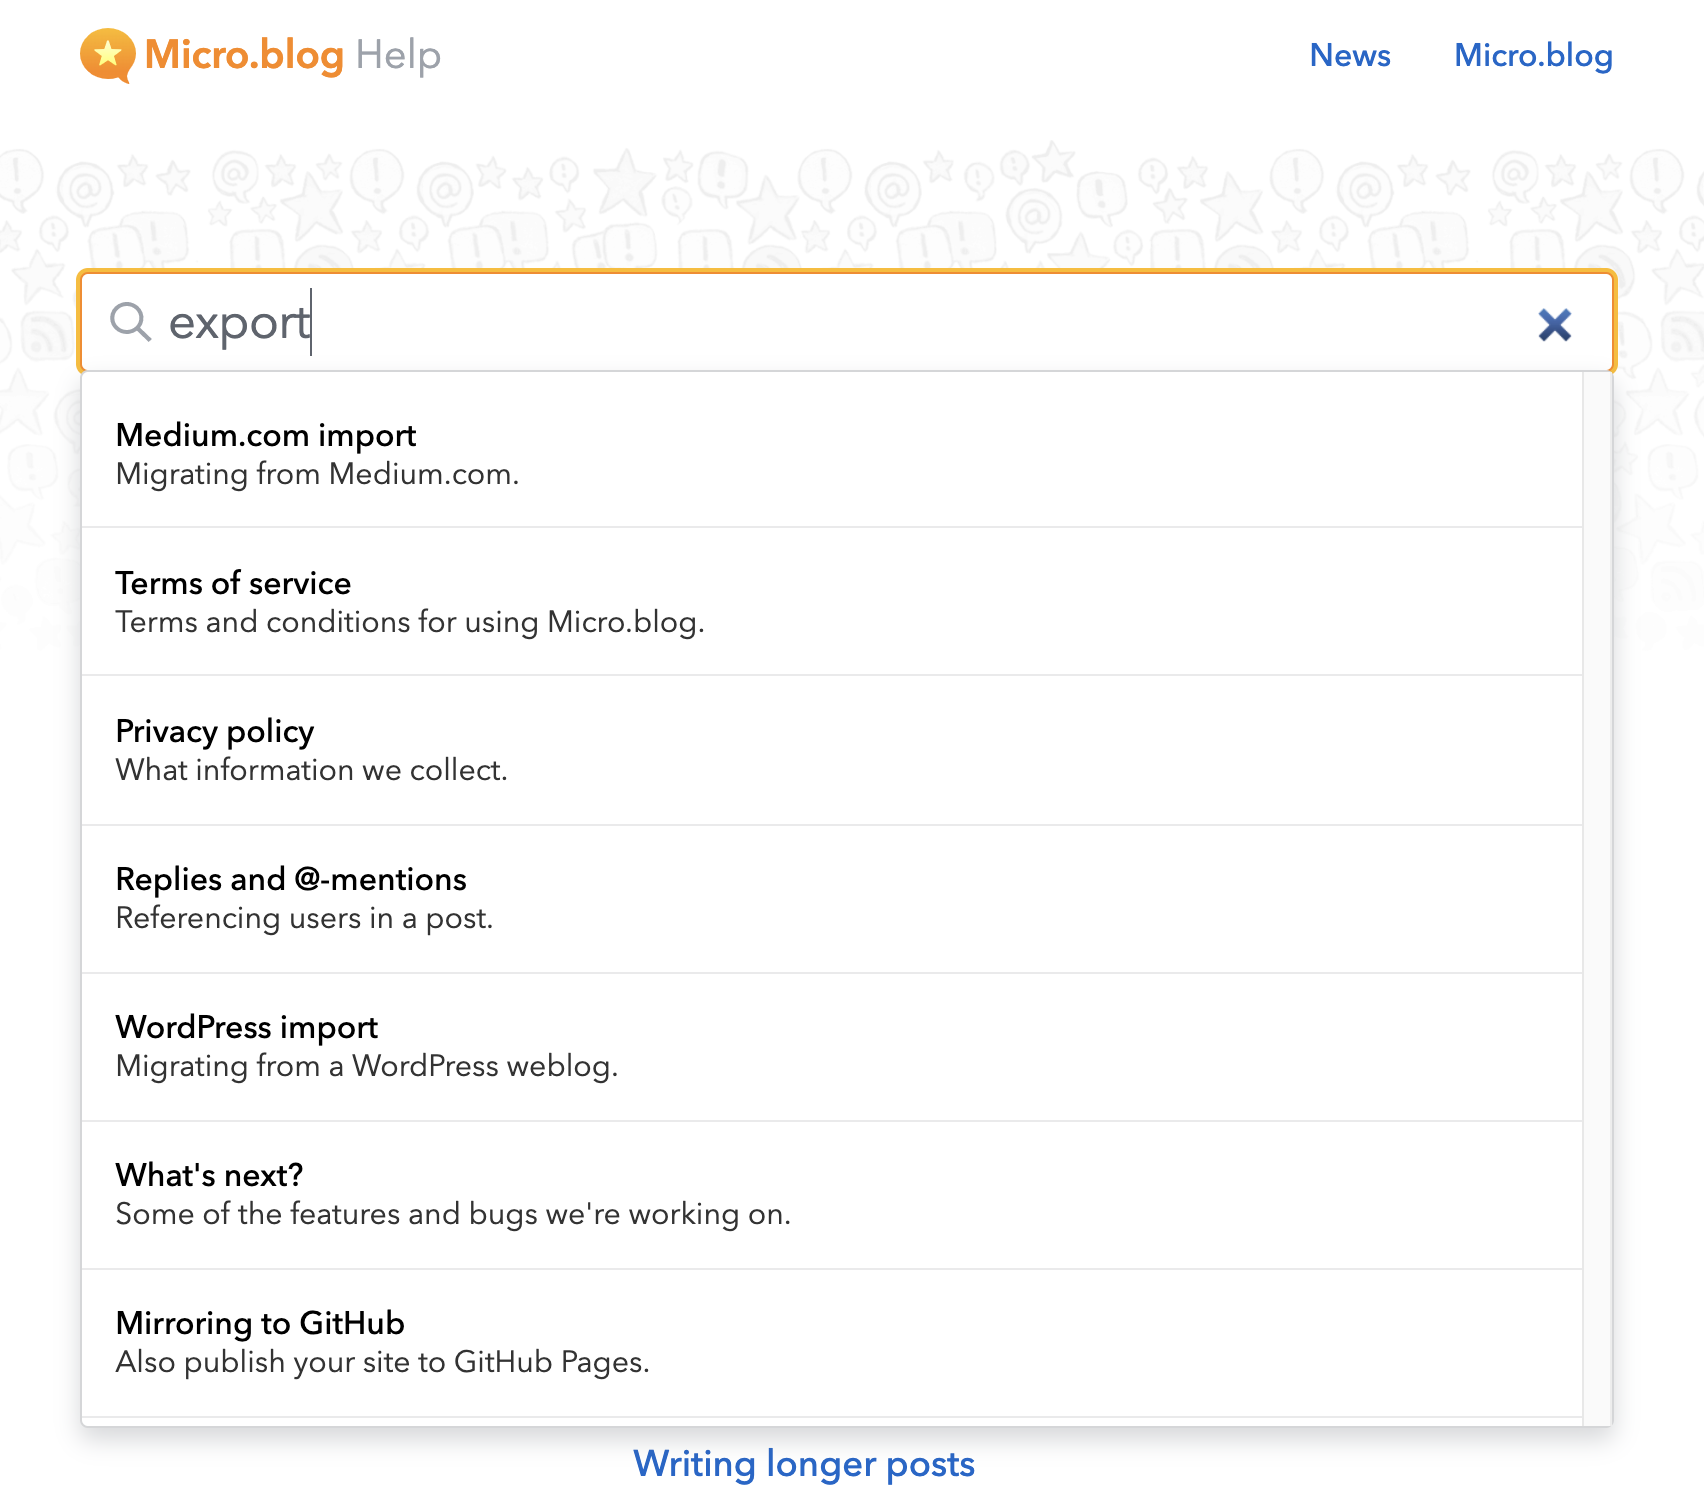 Micro.blog Help
News
Micro.blog
export
Medium.com import
Migrating from Medium.com.
Terms of service
Terms and conditions for using Micro.blog.
Privacy policy
What information we collect.
Replies and @-mentions
Referencing users in a post.
WordPress import
Migrating from a WordPress weblog.
What's next?
Some of the features and bugs we're working on.
Mirroring to GitHub
Also publish your site to GitHub Pages.
Writing longer posts